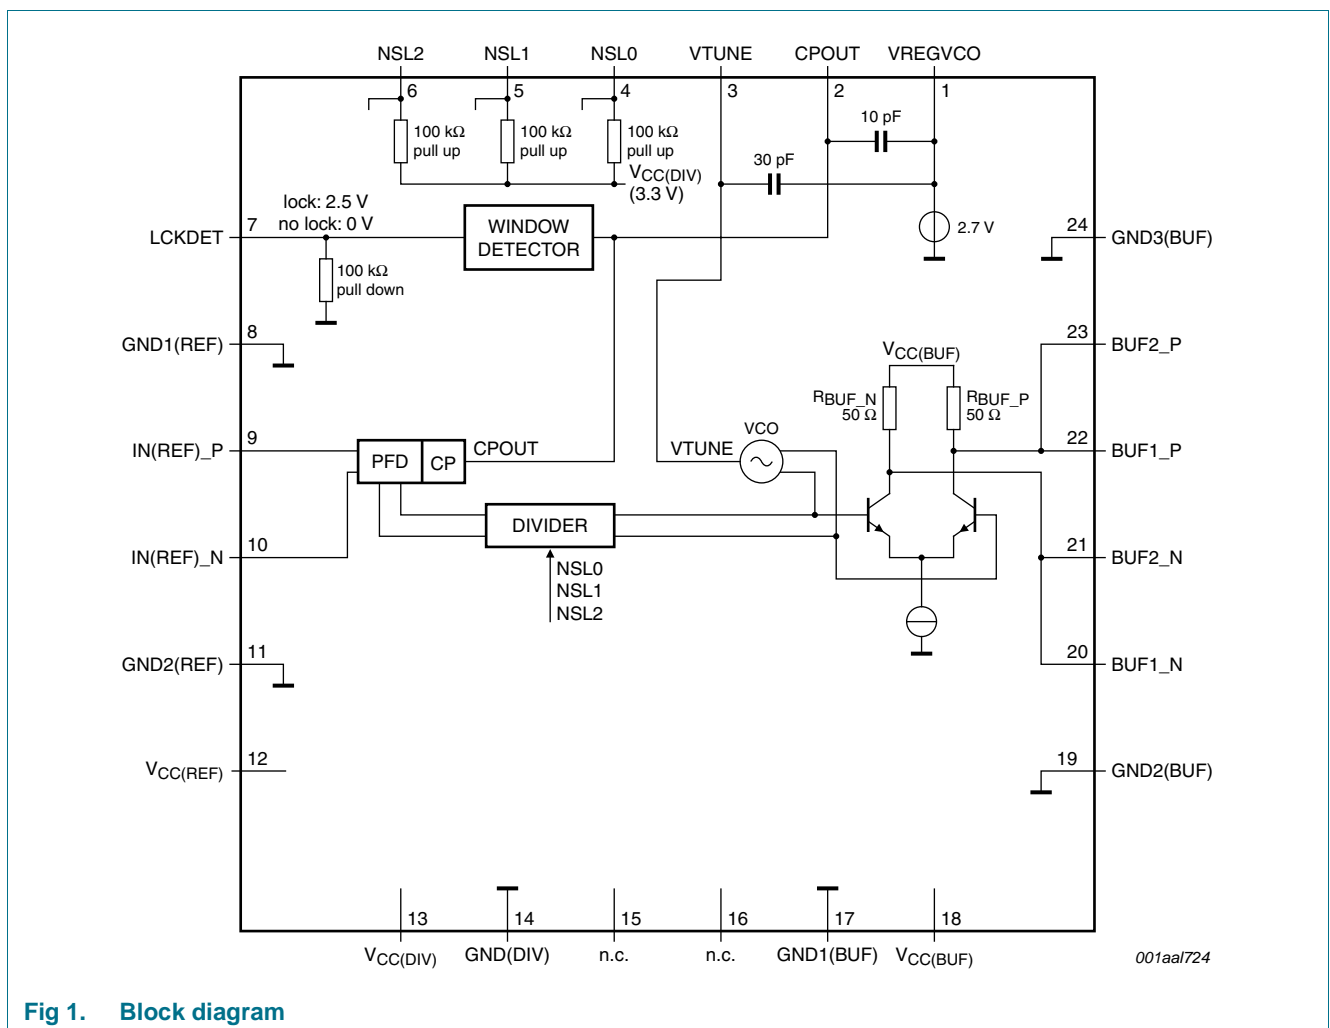 NSL2 NSL1 NSL0 VTUNE CPOUT VREGVCO
6 5 4 3 2 1
10 pF
100 kΩ
pull up
100 kΩ
pull up
100 kΩ
pull up
30 pF
VCC(DIV)
(3.3 V)
lock: 2.5 V
no lock: 0 V
LCKDET 7
WINDOW
DETECTOR
2.7 V
24 GND3(BUF)
100 kΩ
pull down
GND1(REF) 8
23 BUF2_P
VCC(BUF)
RBUF_N
50 Ω
RBUF_P
50 Ω
IN(REF)_P 9
PFD CP
CPOUT
VTUNE
VCO
22 BUF1_P
DIVIDER
IN(REF)_N 10
21 BUF2_N
NSL0
NSL1
NSL2
GND2(REF) 11
20 BUF1_N
VCC(REF) 12
19 GND2(BUF)
13 14 15 16 17 18
VCC(DIV) GND(DIV) n.c. n.c. GND1(BUF) VCC(BUF)
001aal724
Fig 1. Block diagram